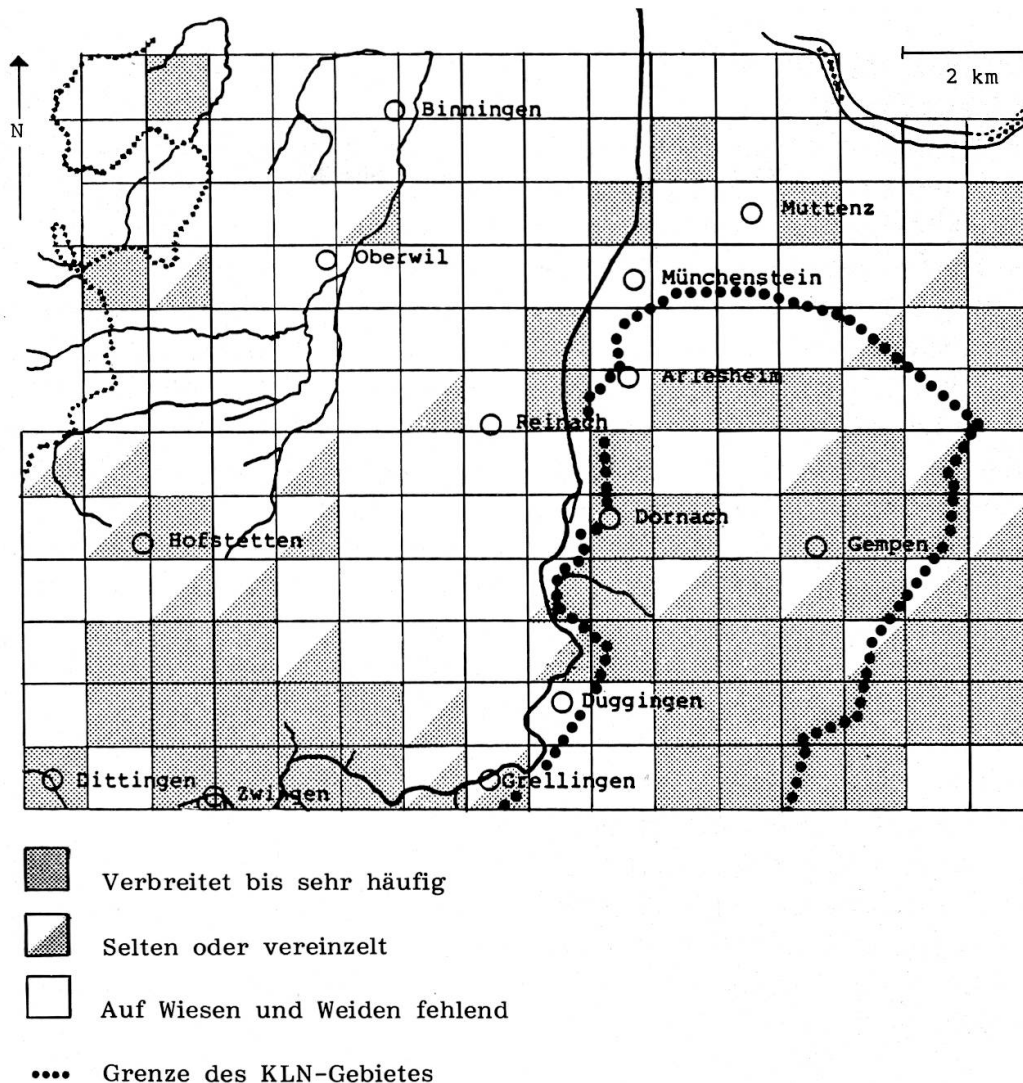 2 km
N
Binningen
Muttenz
Oberwil
Münchenstein
Arlesheim
Reinach
Dornach
Hofstetten
Gempen
Duggingen
Dittingen
Zwingen
Grellingen
Verbreitet bis sehr häufig
Selten oder vereinzelt
Auf Wiesen und Weiden fehlend
Grenze des KLN-Gebietes